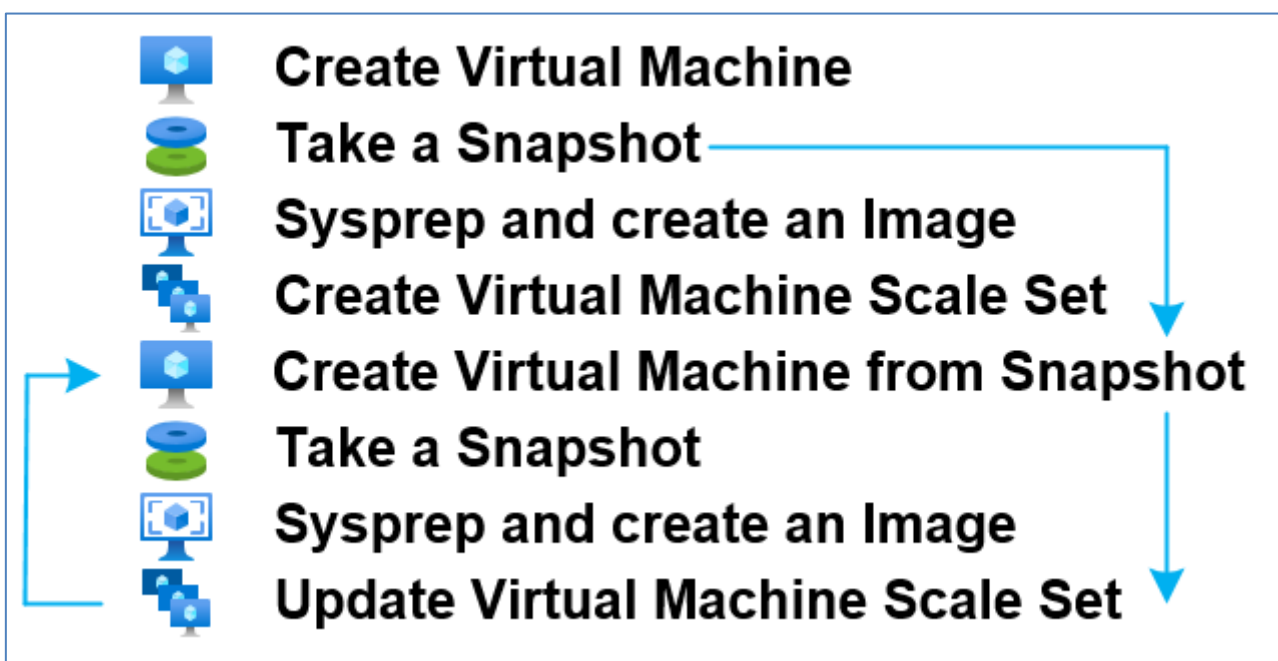 Create Virtual Machine
Take a Snapshot
Sysprep and create an Image
Create Virtual Machine Scale Set
Create Virtual Machine from Snapshot
Take a Snapshot
Sysprep and create an Image
Update Virtual Machine Scale Set